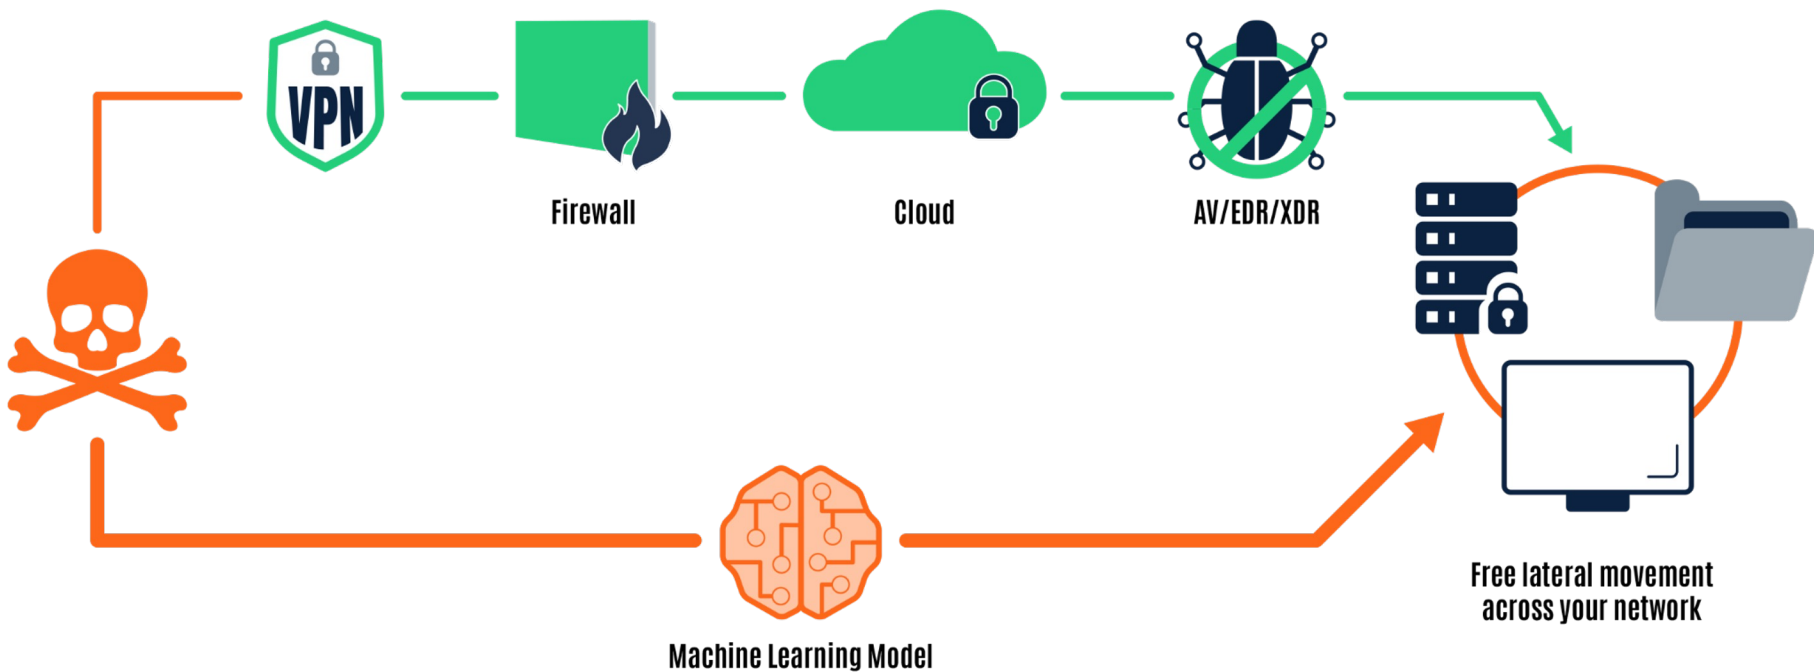 VPN
Firewall
Cloud
AV/EDR/XDR
Free lateral movement
across your network
Machine Learning Model